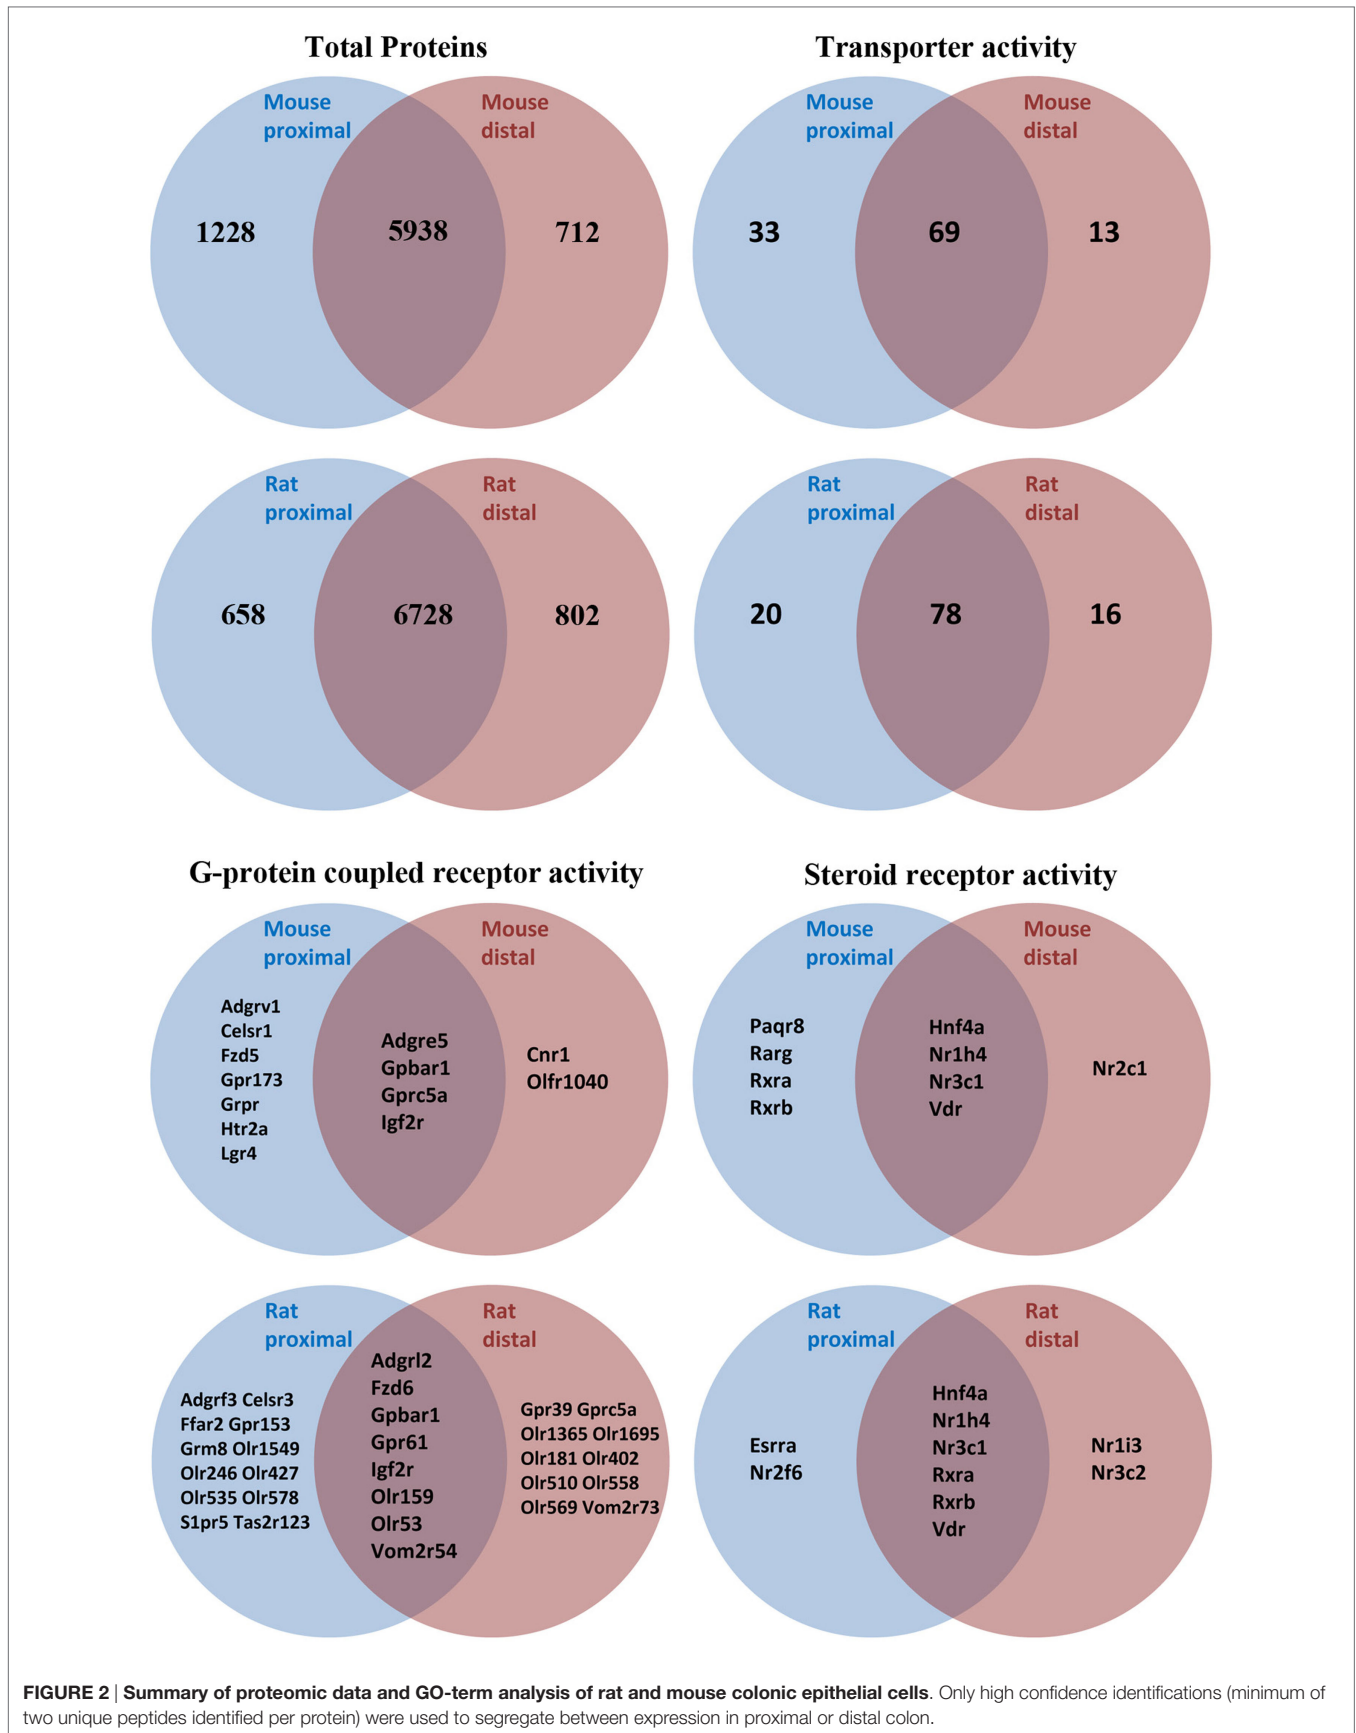 Total Proteins
Transporter activity
Mouse
proximal
Mouse
distal
1228
5938
712
Mouse
proximal
Mouse
distal
33
69
13
Rat
proximal
Rat
distal
658
6728
802
Rat
proximal
Rat
distal
20
78
16
G-protein coupled receptor activity
Steroid receptor activity
Mouse
proximal
Mouse
distal
Adgrv1
Celsr1
Fzd5
Gpr173
Grpr
Htr2a
Lgr4
Adgre5
Gpbar1
Gprc5a
Igf2r
Cnr1
Olfr1040
Mouse
proximal
Mouse
distal
Paqr8
Rarg
Rxra
Rxrb
Hnf4a
Nr1h4
Nr3c1
Vdr
Nr2c1
Rat
proximal
Rat
distal
Adgrf3 Celsr3
Ffar2 Gpr153
Grm8 Olr1549
Olr246 Olr427
Olr535 Olr578
S1pr5 Tas2r123
Adgrl2
Fzd6
Gpbar1
Gpr61
Igf2r
Olr159
Olr53
Vom2r54
Gpr39 Gprc5a
Olr1365 Olr1695
Olr181 Olr402
Olr510 Olr558
Olr569 Vom2r73
Rat
proximal
Rat
distal
Esrra
Nr2f6
Hnf4a
Nr1h4
Nr3c1
Rxra
Rxrb
Vdr
Nr1i3
Nr3c2
FIGURE 2 | Summary of proteomic data and GO-term analysis of rat and mouse colonic epithelial cells. Only high confidence identifications (minimum of
two unique peptides identified per protein) were used to segregate between expression in proximal or distal colon.